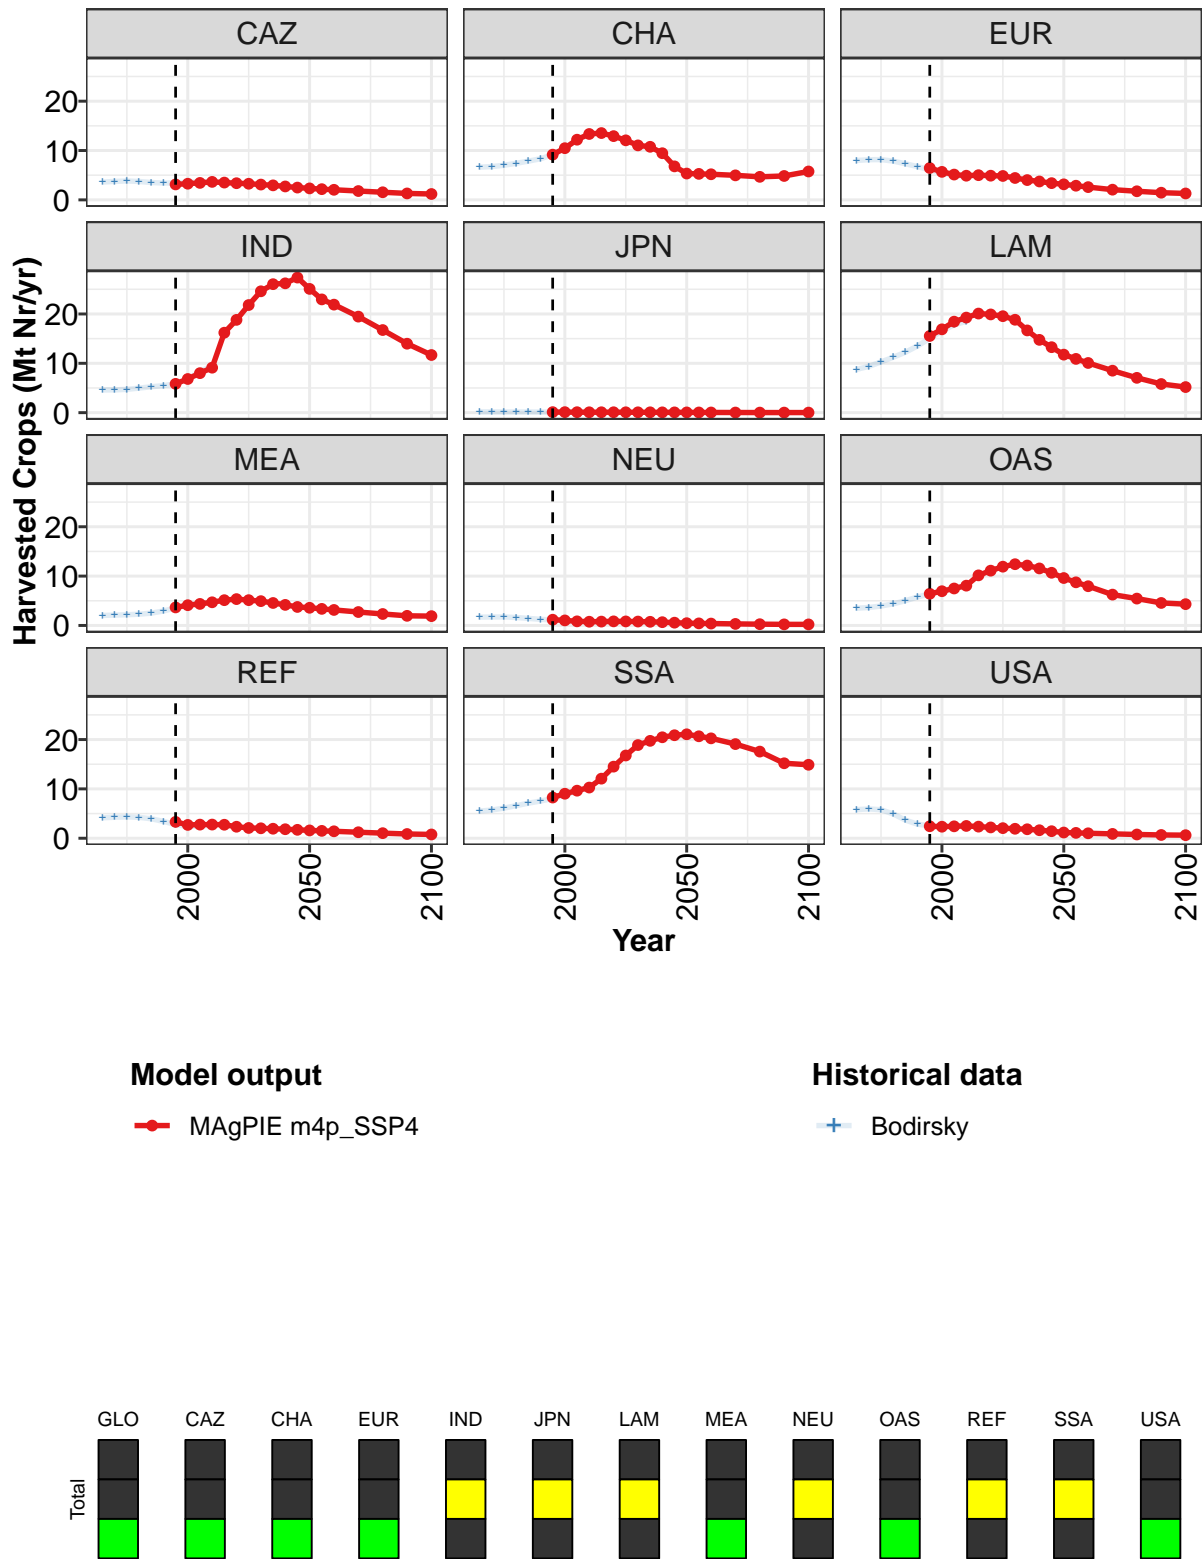 CAZ CHA EUR
20
10
0
IND JPN LAM
20
10
0
MEA NEU OAS
20
10
0
REF SSA USA
20
10
0
2000 2050 2100 2000 2050 2100 2000 2050 2100
Harvested Crops (Mt Nr/yr)
Year
Model output Historical data
MAgPIE m4p_SSP4 Bodirsky
GLO CAZ CHA EUR IND JPN LAM MEA NEU OAS REF SSA USA
Total